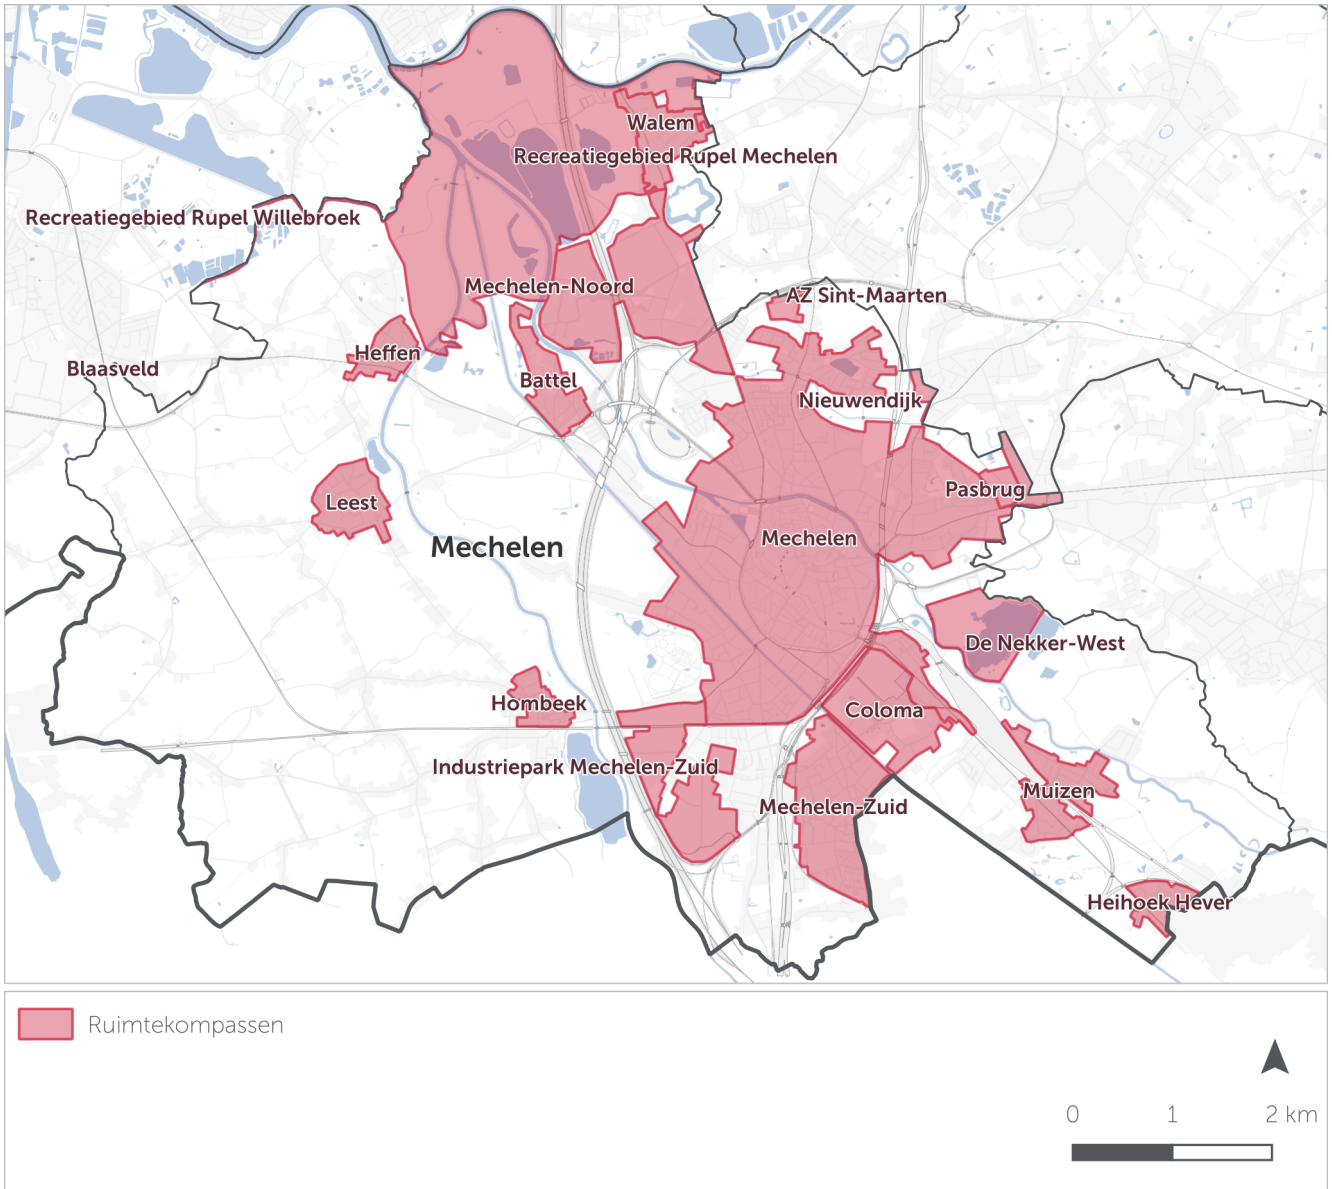 Walem
Recreatiegebied Rupel Mechelen
Recreatiegebied Rupel Willebroek
Mechelen-Noord
AZ Sint-Maarten
Heffen
Blaasveld
Battel
Nieuwendijk
Pasbrug
Leest
Mechelen
Mechelen
De Nekker-West
Hombeek
Coloma
Industriepark Mechelen-Zuid
Muizen
Mechelen-Zuid
Heihoek Hever
Ruimtekompassen
0 1 2 km